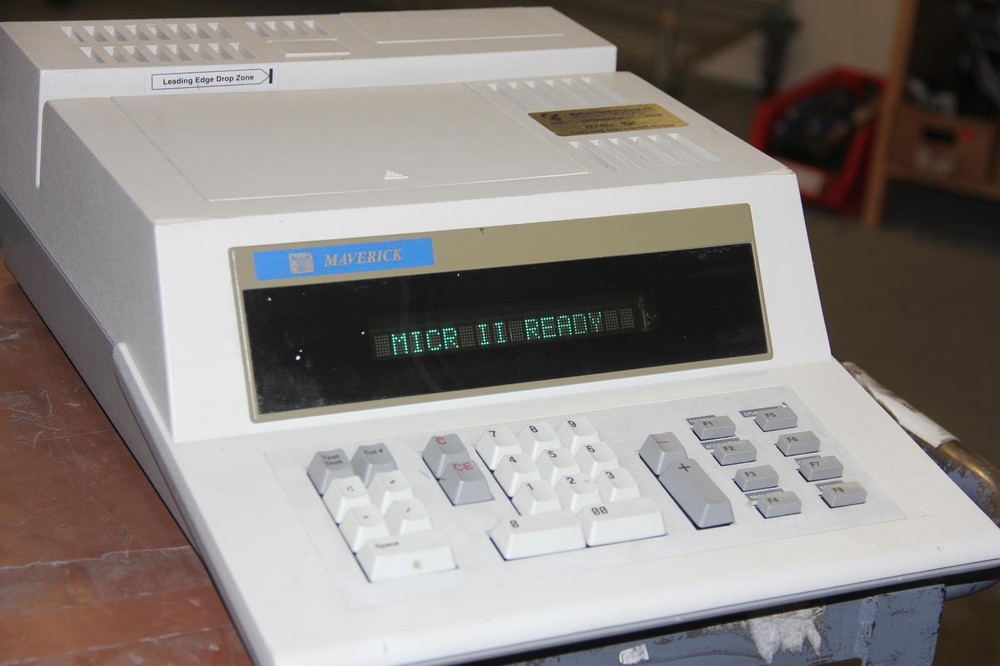 Leading Edge Drop Zone
MAVERICK
MICR II READY
C
CE
7 8 9
4 5 6
1 2 3
0 00
-
+
F1 F5
F2 F6
F3 F7
F4 F8
Space